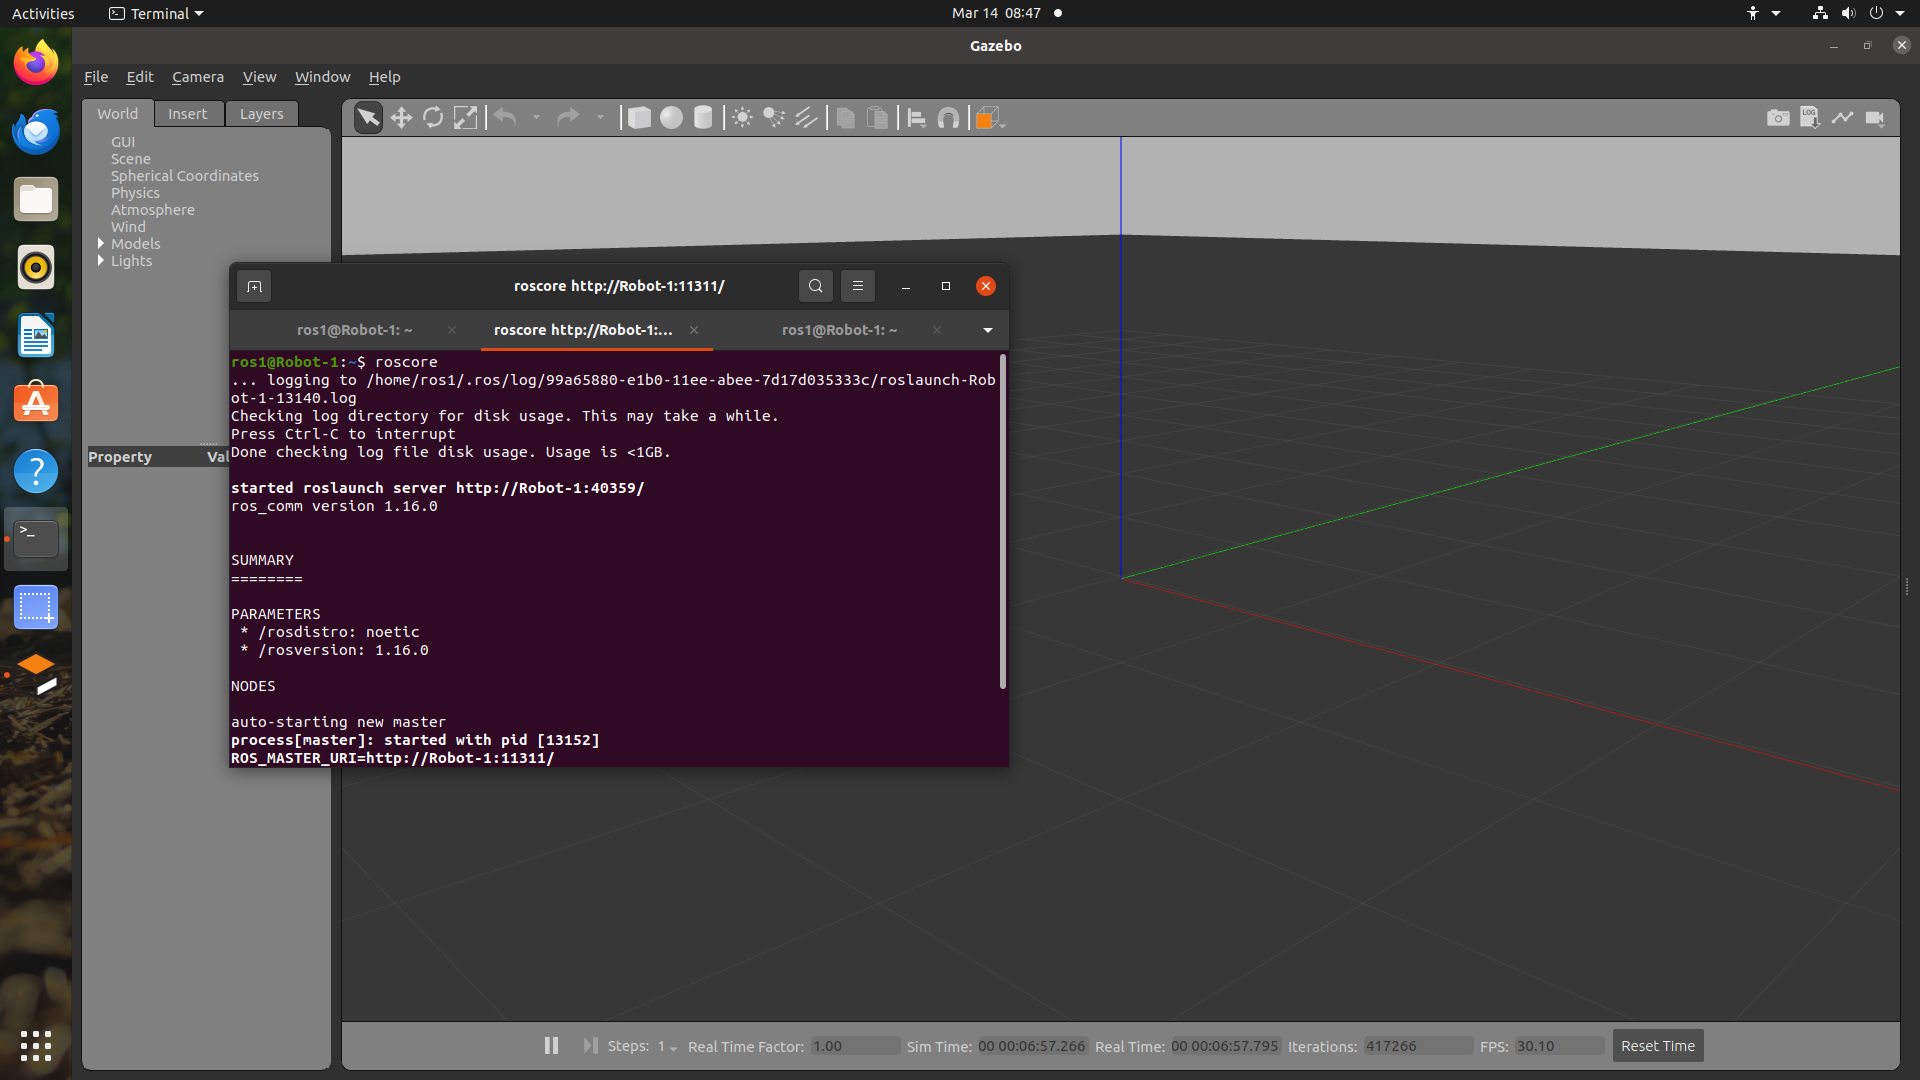 Activities
Terminal
Mar 14 08:47
Gazebo
File Edit Camera View Window Help
World Insert Layers
LOG
GUI
Scene
Spherical Coordinates
Physics
Atmosphere
Wind
Models
Lights
Property
Val
roscore http://Robot-1:11311/
ros1@Robot-1: ~
roscore http://Robot-1:...
ros1@Robot-1: ~
ros1@Robot-1:~$ roscore
... logging to /home/ros1/.ros/log/99a65880-e1b0-11ee-abee-7d17d035333c/roslaunch-Rob
ot-1-13140.log
Checking log directory for disk usage. This may take a while.
Press Ctrl-C to interrupt
Done checking log file disk usage. Usage is <1GB.
started roslaunch server http://Robot-1:40359/
ros_comm version 1.16.0
SUMMARY
========
PARAMETERS
* /rosdistro: noetic
* /rosversion: 1.16.0
NODES
auto-starting new master
process[master]: started with pid [13152]
ROS_MASTER_URI=http://Robot-1:11311/
Steps: 1 Real Time Factor: 1.00 Sim Time: 00 00:06:57.266 Real Time: 00 00:06:57.795 Iterations: 417266 FPS: 30.10 Reset Time